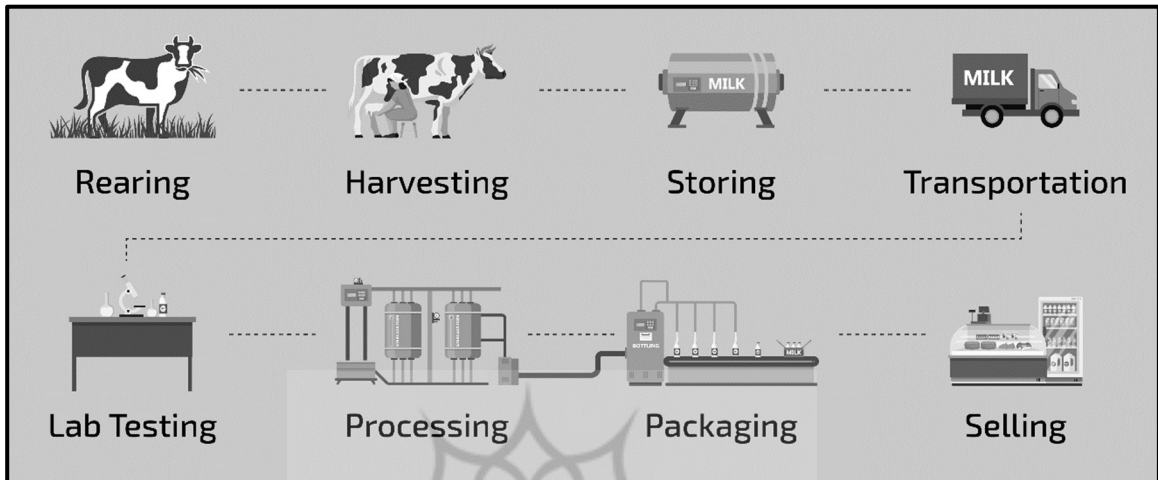 MILK
MILK
Rearing
Harvesting
Storing
Transportation
BOTTLING
MILK
Lab Testing
Processing
Packaging
Selling